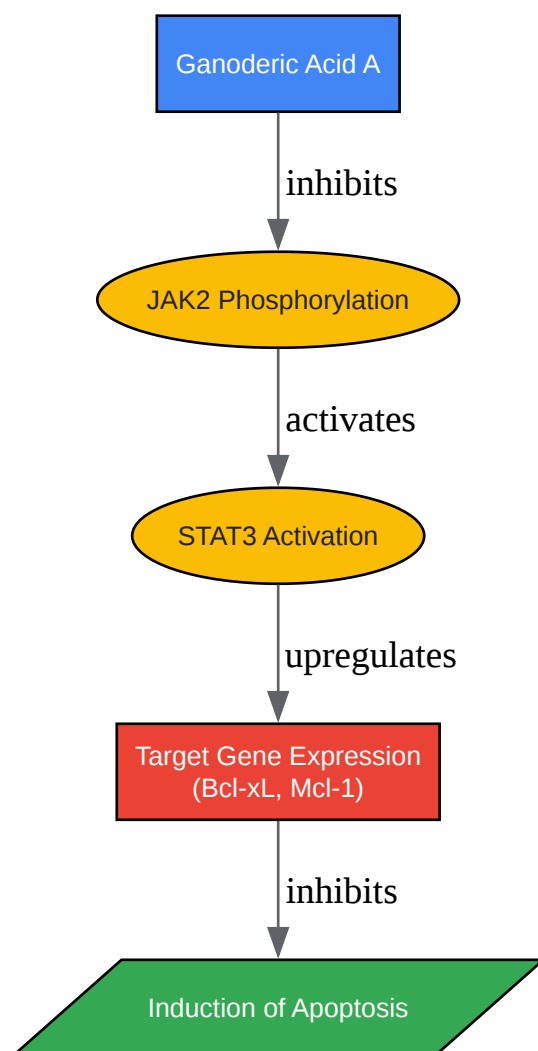 Ganoderic Acid A
inhibits
JAK2 Phosphorylation
activates
STAT3 Activation
upregulates
Target Gene Expression
(Bcl-xL, Mcl-1)
inhibits
Induction of Apoptosis